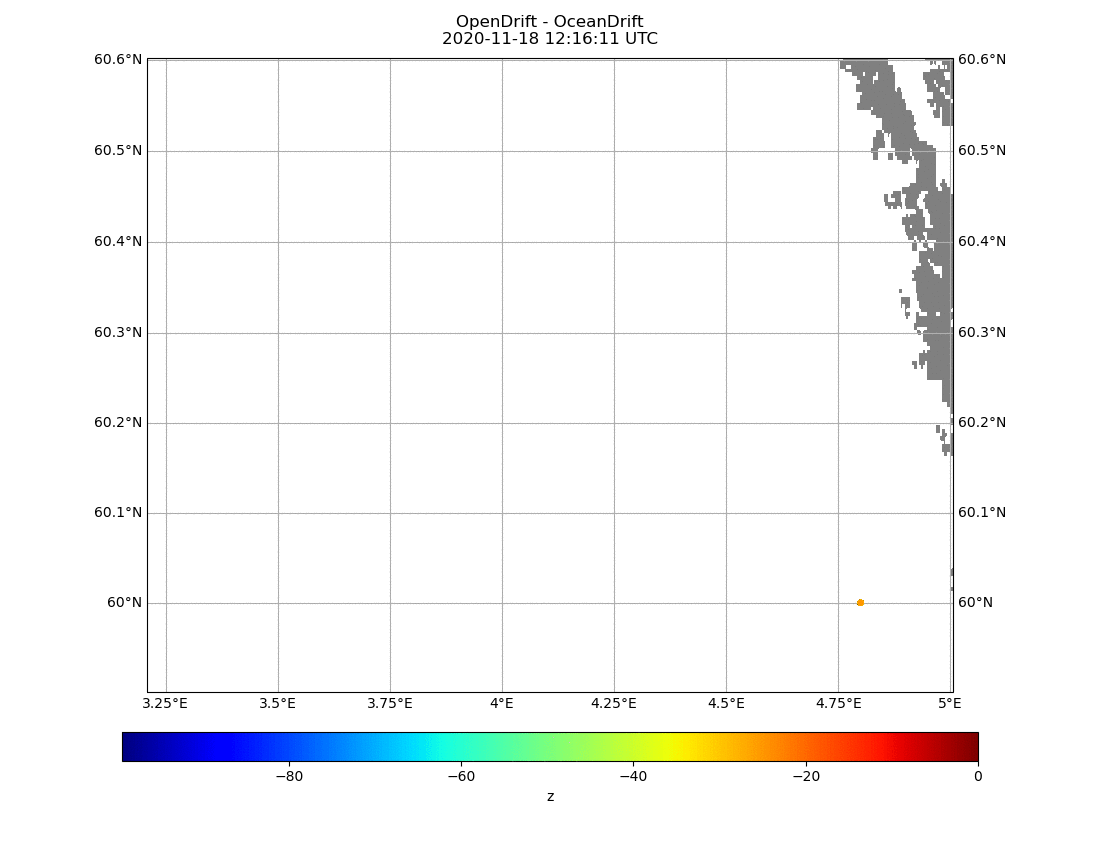 OpenDrift - OceanDrift
2020-11-18 12:16:11 UTC
60.6°N 60.6°N
60.5°N 60.5°N
60.4°N 60.4°N
60.3°N 60.3°N
60.2°N 60.2°N
60.1°N 60.1°N
60°N 60°N
3.25°E 3.5°E 3.75°E 4°E 4.25°E 4.5°E 4.75°E 5°E
−80 −60 −40 −20 0
z